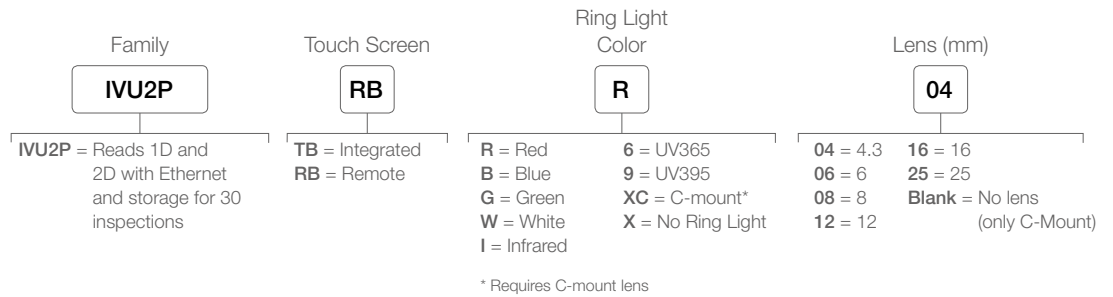 Family
IVU2P
IVU2P = Reads 1D and
2D with Ethernet
and storage for 30
inspections
Touch Screen
RB
TB = Integrated
RB = Remote
Ring Light
Color
R
R = Red
B = Blue
G = Green
W = White
I = Infrared
6 = UV365
9 = UV395
XC = C-mount*
X = No Ring Light
* Requires C-mount lens
Lens (mm)
04
04 = 4.3
06 = 6
08 = 8
12 = 12
16 = 16
25 = 25
Blank = No lens
(only C-Mount)